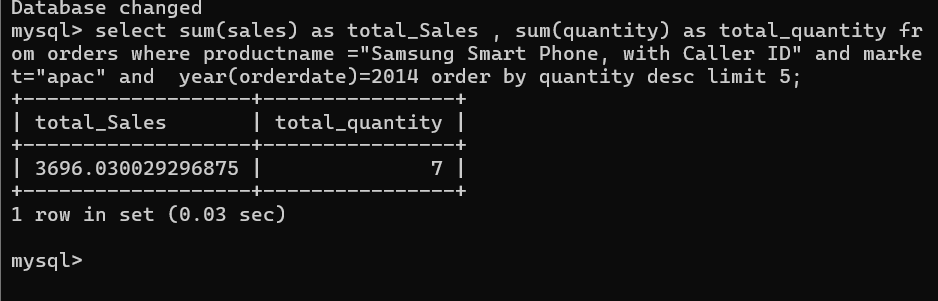 Database changed
mysql> select sum(sales) as total_Sales , sum(quantity) as total_quantity fr
om orders where productname ="Samsung Smart Phone, with Caller ID" and marke
t="apac" and  year(orderdate)=2014 order by quantity desc limit 5;
+-------------------+----------------+
| total_Sales       | total_quantity |
+-------------------+----------------+
| 3696.030029296875 |              7 |
+-------------------+----------------+
1 row in set (0.03 sec)

mysql>